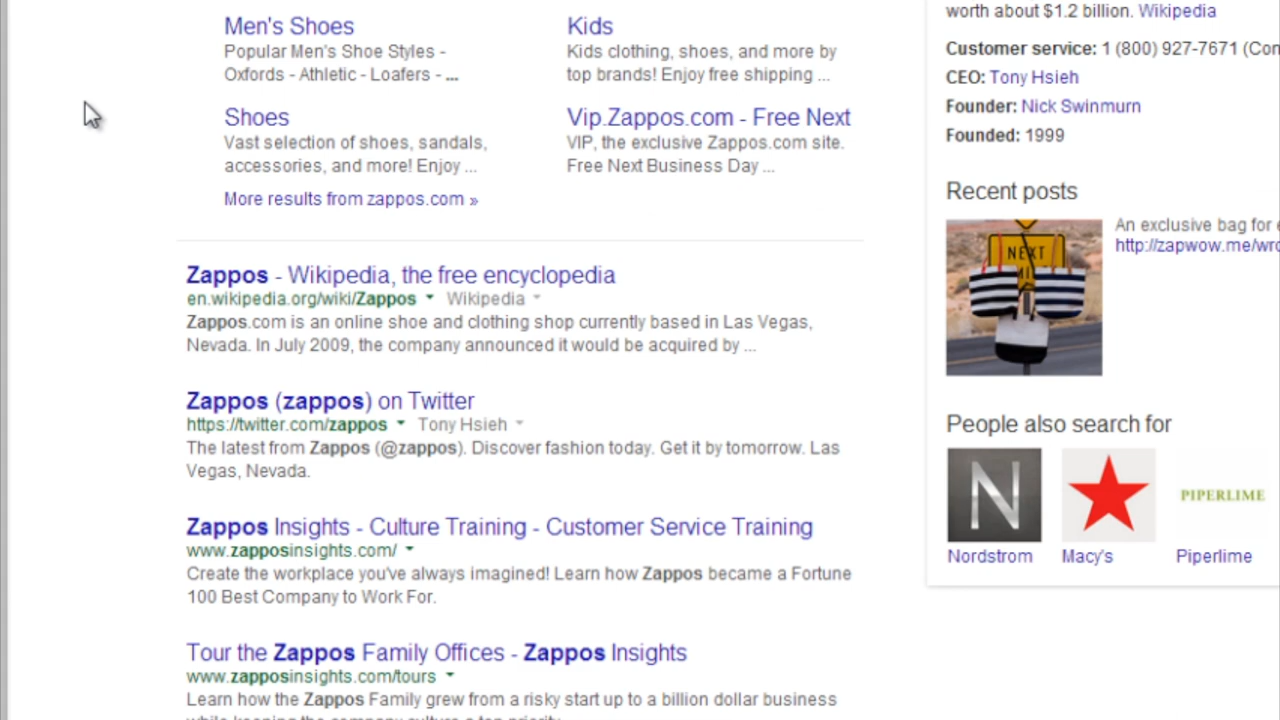 Men's Shoes
Popular Men's Shoe Styles -
Oxfords - Athletic - Loafers - ...
Kids
Kids clothing, shoes, and more by
top brands! Enjoy free shipping ...
Shoes
Vast selection of shoes, sandals,
accessories, and more! Enjoy ...
Vip.Zappos.com - Free Next
VIP, the exclusive Zappos.com site.
Free Next Business Day ...
More results from zappos.com »
Zappos - Wikipedia, the free encyclopedia
en.wikipedia.org/wiki/Zappos Wikipedia
Zappos.com is an online shoe and clothing shop currently based in Las Vegas,
Nevada. In July 2009, the company announced it would be acquired by ...
Zappos (zappos) on Twitter
https://twitter.com/zappos Tony Hsieh
The latest from Zappos (@zappos). Discover fashion today. Get it by tomorrow. Las
Vegas, Nevada.
Zappos Insights - Culture Training - Customer Service Training
www.zapposinsights.com/
Create the workplace you've always imagined! Learn how Zappos became a Fortune
100 Best Company to Work For.
Tour the Zappos Family Offices - Zappos Insights
www.zapposinsights.com/tours
Learn how the Zappos Family grew from a risky start up to a billion dollar business
while keeping the company culture a top priority.
worth about $1.2 billion. Wikipedia
Customer service: 1 (800) 927-7671 (Con
CEO: Tony Hsieh
Founder: Nick Swinmurn
Founded: 1999
Recent posts
NEXT
MI
An exclusive bag for e
http://zapwow.me/wro
People also search for
N
PIPERLIME
Nordstrom
Macy's
Piperlime